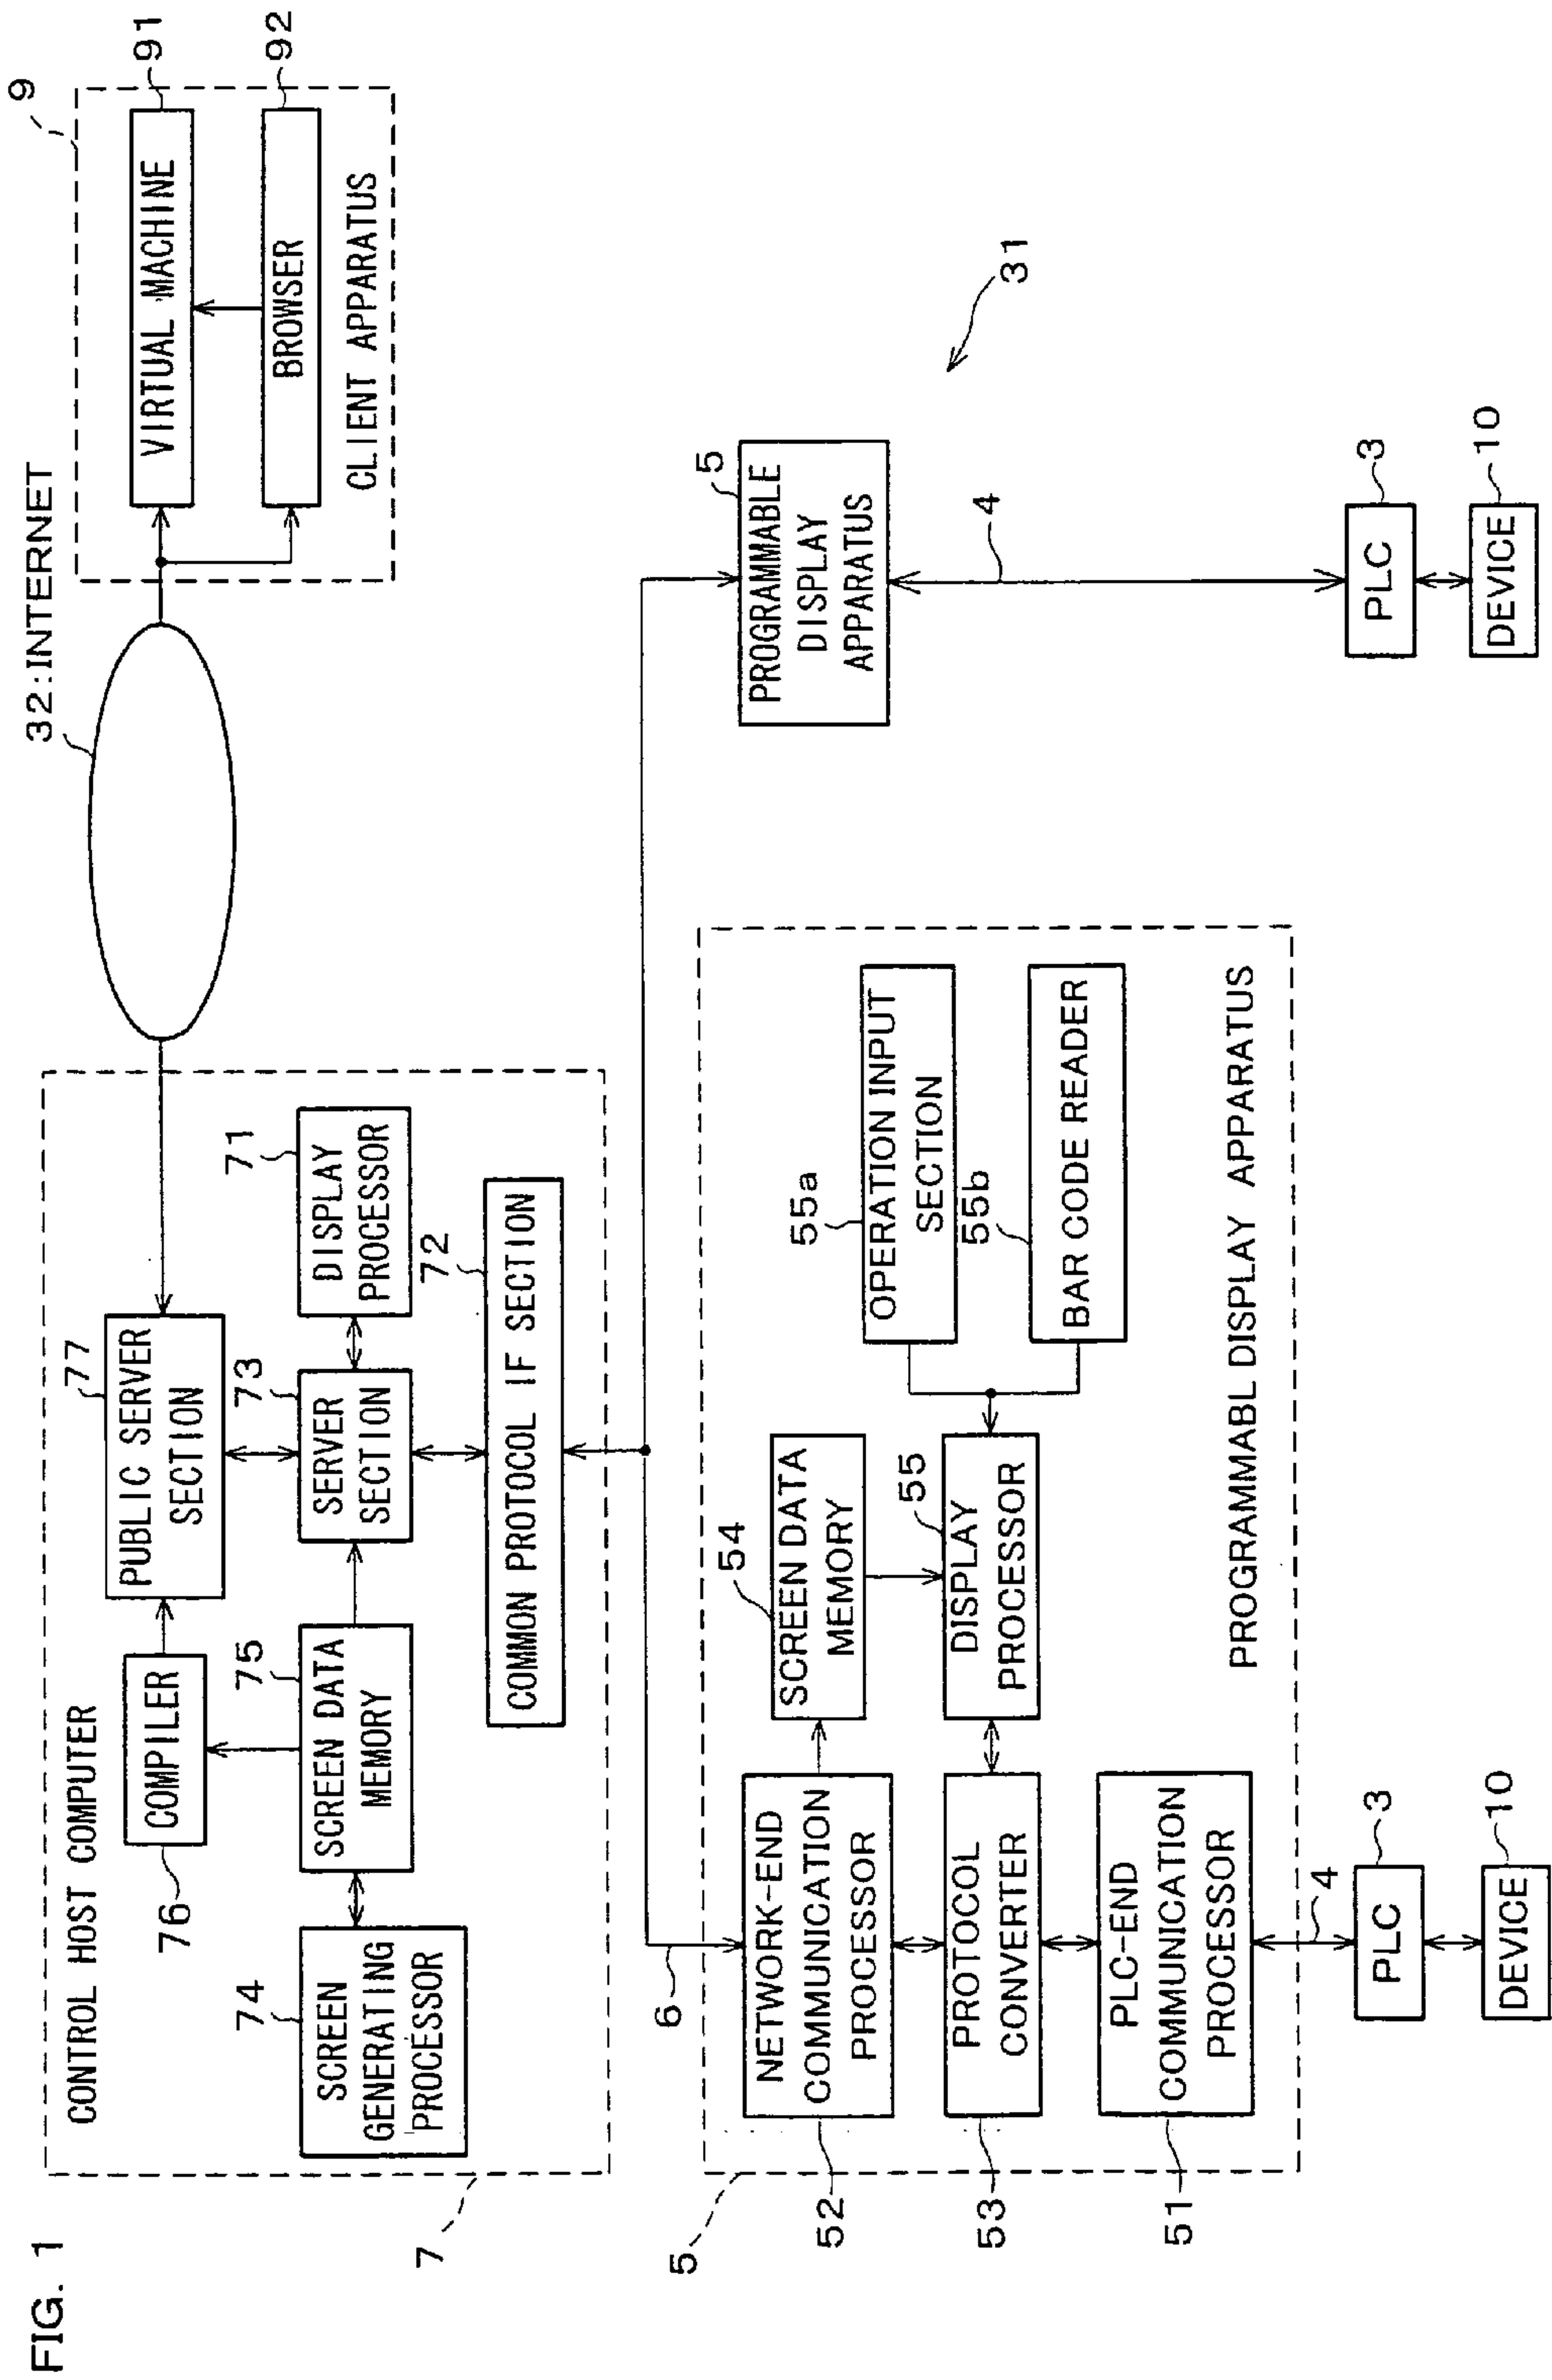 FIG. 1
CONTROL HOST COMPUTER
7
76
COMPILER
77
PUBLIC SERVER
SECTION
74
SCREEN
GENERATING
PROCESSOR
75
SCREEN DATA
MEMORY
73
SERVER
SECTION
71
DISPLAY
PROCESSOR
72
COMMON PROTOCOL IF SECTION
32:INTERNET
9
VIRTUAL MACHINE
91
BROWSER
92
CLIENT APPARATUS
6
5
52
NETWORK-END
COMMUNICATION
PROCESSOR
54
SCREEN DATA
MEMORY
53
PROTOCOL
CONVERTER
55
DISPLAY
PROCESSOR
55a
OPERATION INPUT
SECTION
55b
BAR CODE READER
51
PLC-END
COMMUNICATION
PROCESSOR
PROGRAMMABL DISPLAY APPARATUS
4
PLC
3
DEVICE
10
5
PROGRAMMABLE
DISPLAY
APPARATUS
31
4
PLC
3
DEVICE
10